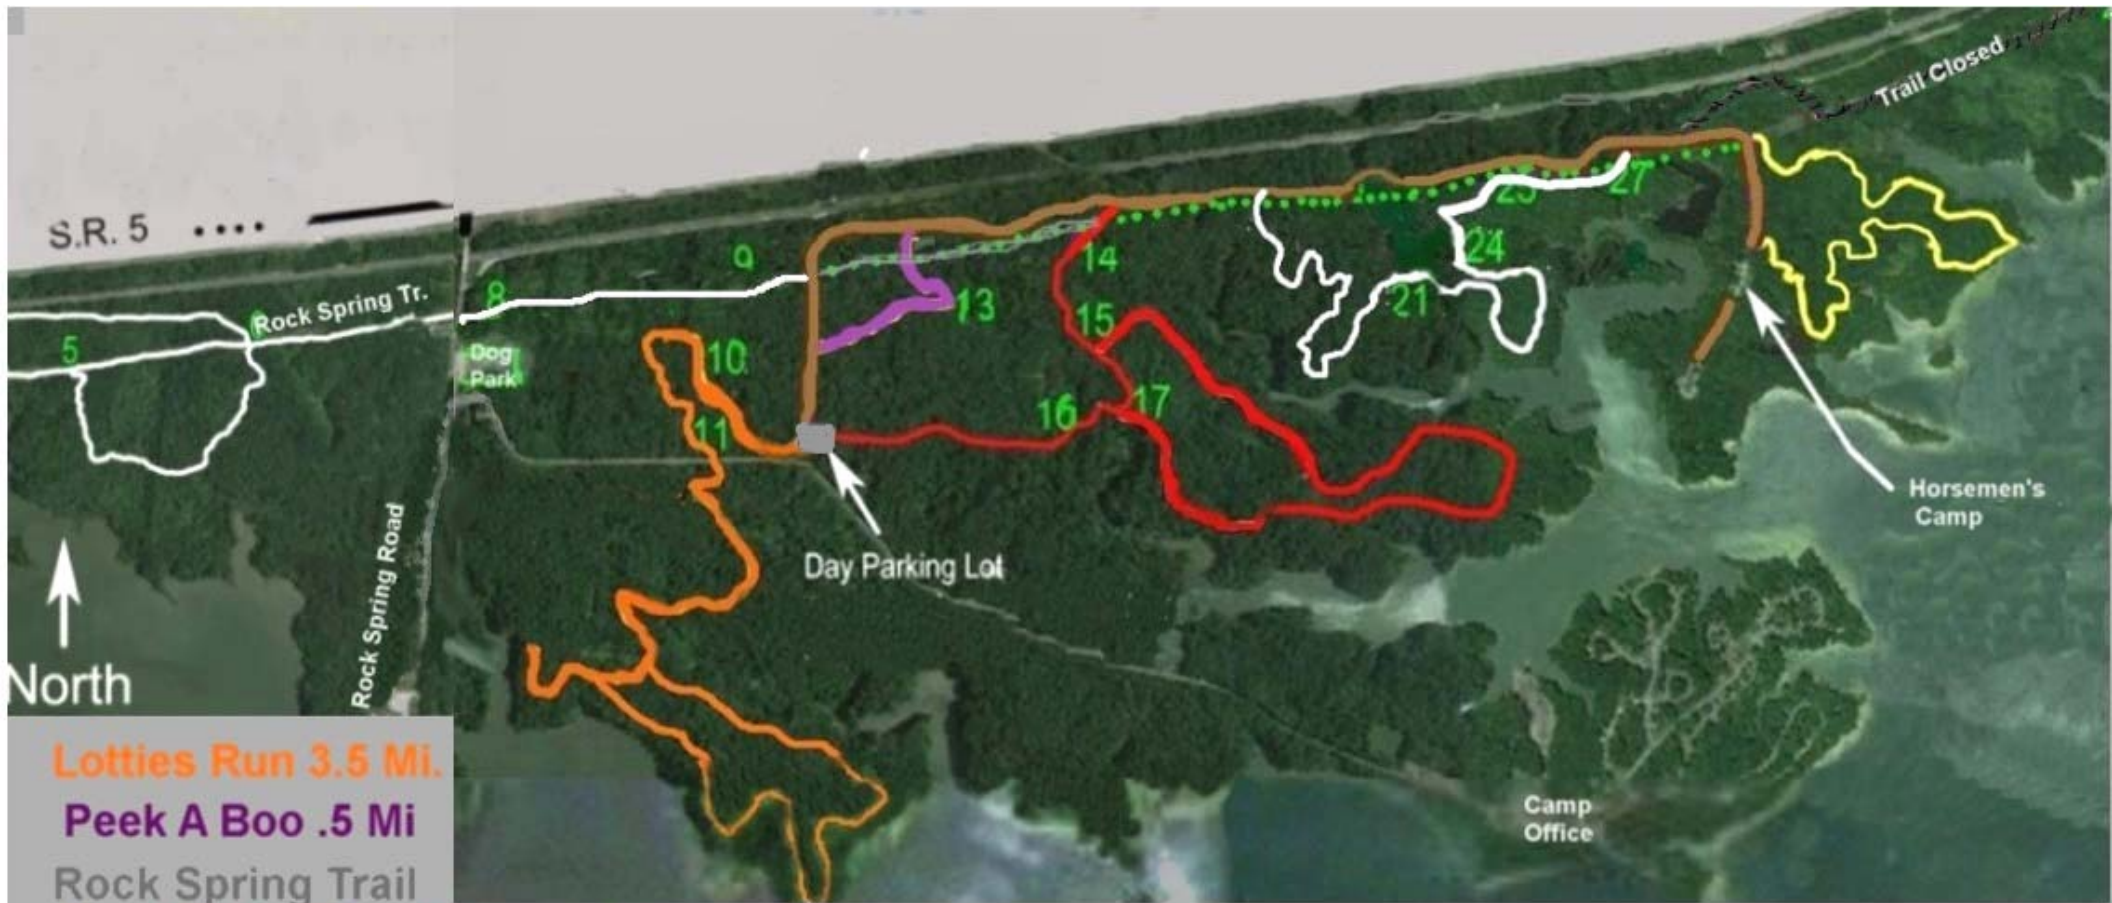 Trail Closed
S.R. 5
9
14
23
27
24
8
Rock Spring Tr.
13
15
21
5
Dog
Park
10
16
17
11
Horsemen's
Camp
Day Parking Lot
Rock Spring Road
North
Lotties Run 3.5 Mi.
Peek A Boo .5 Mi
Rock Spring Trail
Camp
Office